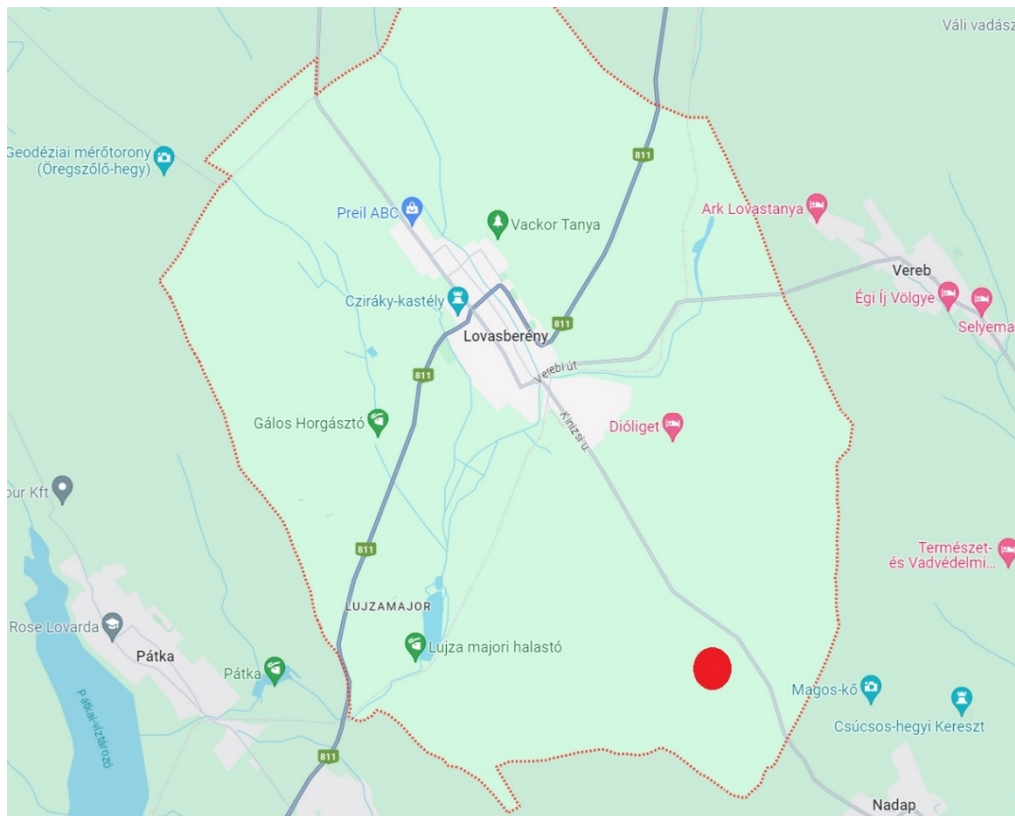 Váli vadász
811
Geodéziai mérőtorony
(Öregszőlő-hegy)
Preil ABC
Vackor Tanya
Ark Lovastanya
Vereb
Égi Íj Völgye
Selyema
Cziráky-kastély
811
Lovasberény
811
Verebi út
Gálos Horgásztó
Kinizsi u.
Dióliget
our Kft
811
Természet-
és Vadvédelmi...
LUJZAMAJOR
Rose Lovarda
Lujza majori halastó
Pátka
Pátka
Magos-kő
Pátkai-víztározó
Csúcsos-hegyi Kereszt
811
Nadap